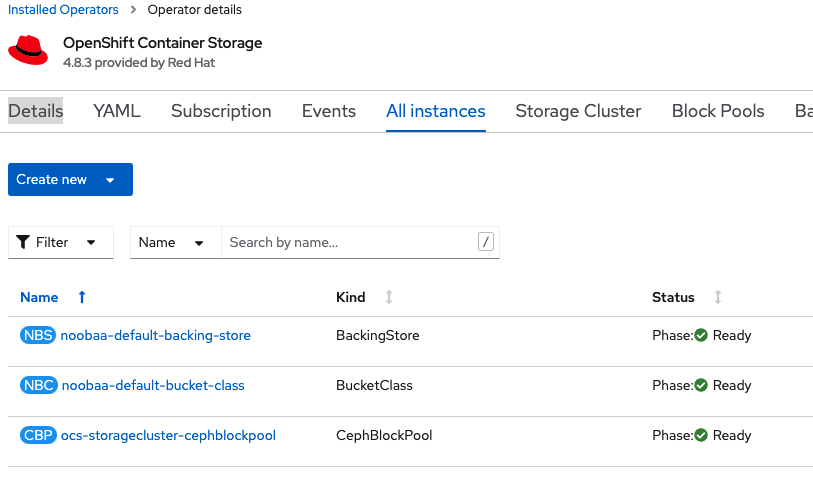 Installed Operators > Operator details
OpenShift Container Storage
4.8.3 provided by Red Hat
Details YAML Subscription Events All instances Storage Cluster Block Pools Ba
Create new
Filter Name Search by name... /
Name Kind Status
NBS noobaa-default-backing-store BackingStore Phase: Ready
NBC noobaa-default-bucket-class BucketClass Phase: Ready
CBP ocs-storagecluster-cephblockpool CephBlockPool Phase: Ready